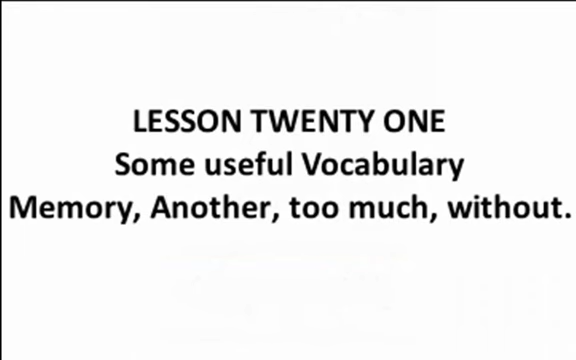 LESSON TWENTY ONE
Some useful Vocabulary
Memory, Another, too much, without.